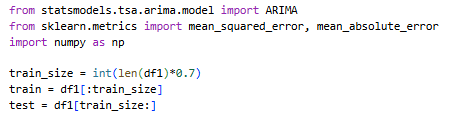 from statsmodels.tsa.arima.model import ARIMA
from sklearn.metrics import mean_squared_error, mean_absolute_error
import numpy as np
train_size = int(len(df1)*0.7)
train = df1[:train_size]
test = df1[train_size:]